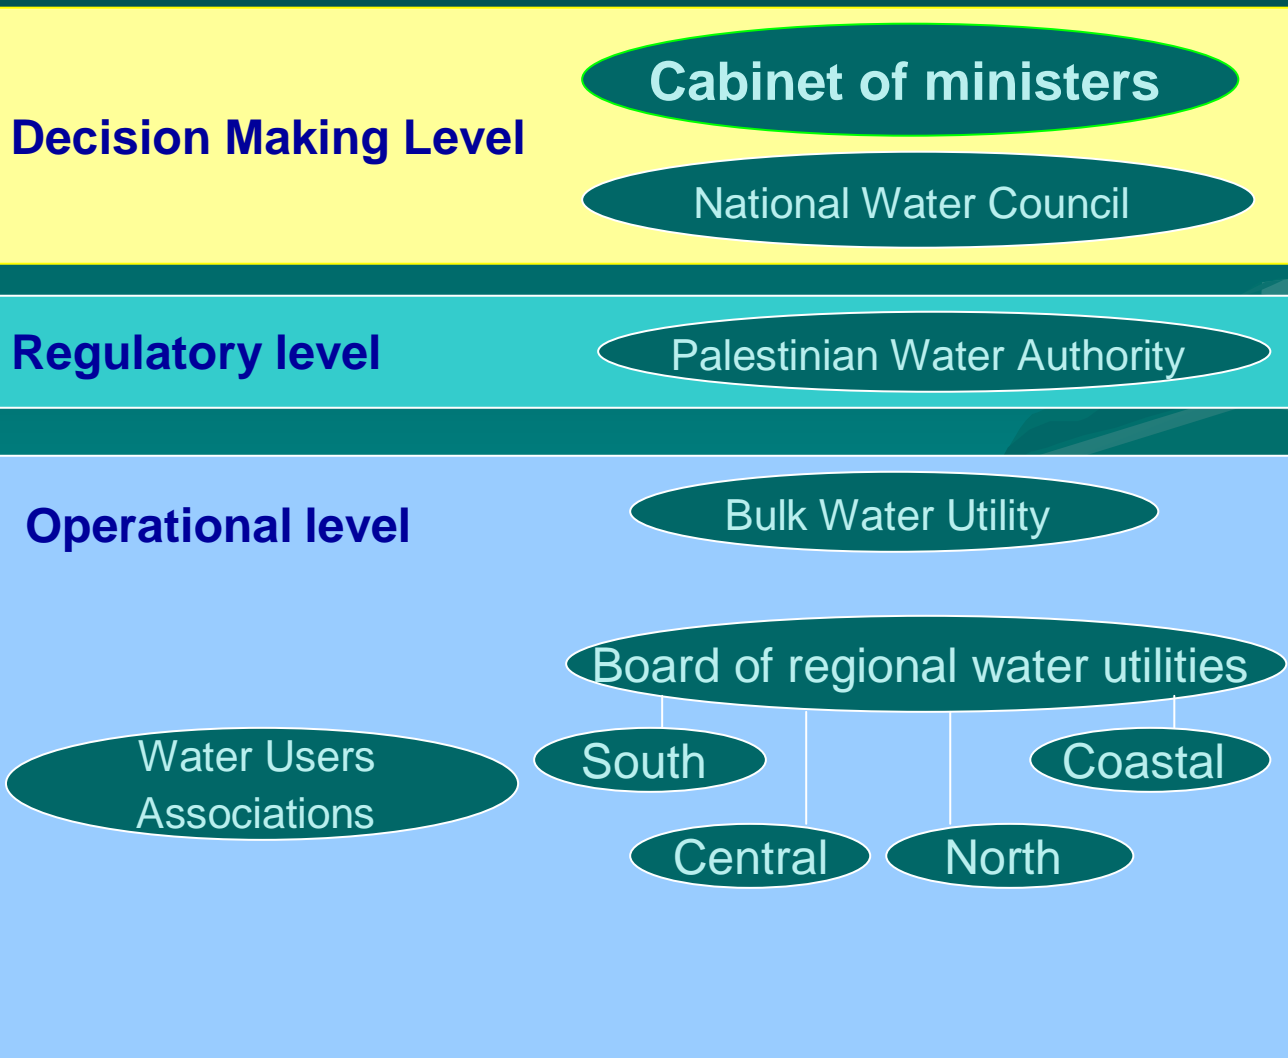 Cabinet of ministers
Decision Making Level
National Water Council
Regulatory level
Palestinian Water Authority
Operational level
Bulk Water Utility
Board of regional water utilities
Water Users
Associations
South
Coastal
Central
North